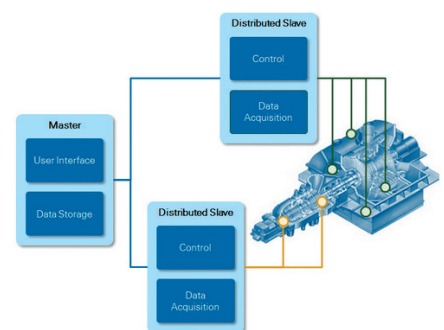 Distributed Slave
Control
Data
Acquisition
Master
User Interface
Data Storage
Distributed Slave
Control
Data
Acquisition